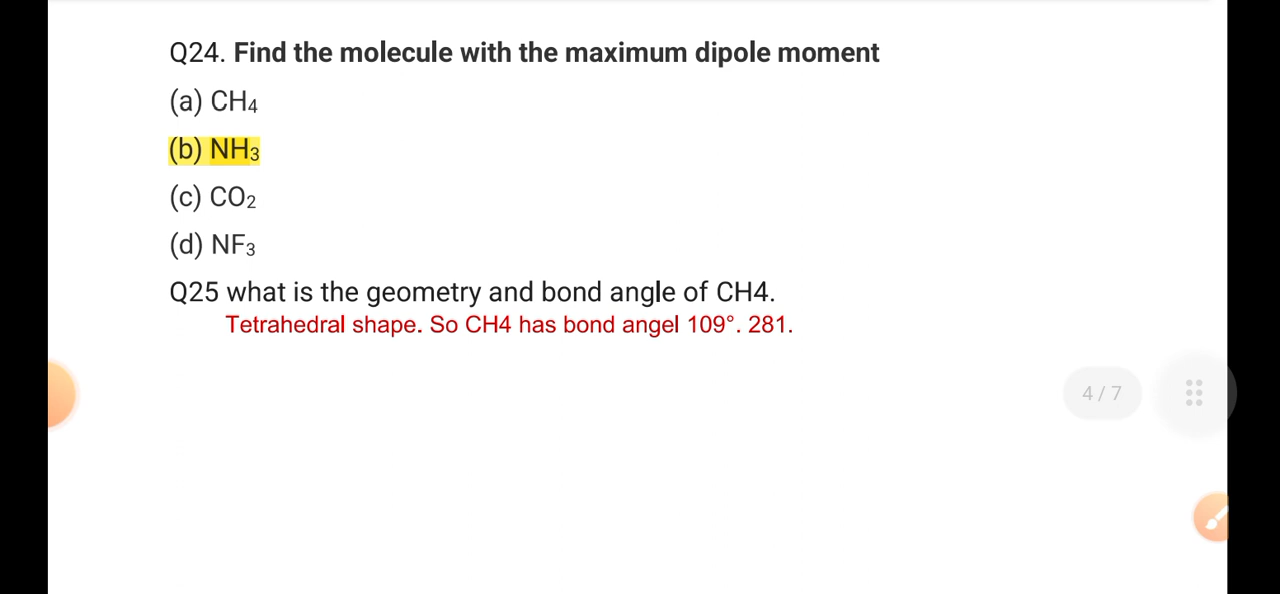 Q24. Find the molecule with the maximum dipole moment
(a) CH4
(b) NH3
(c) CO2
(d) NF3
Q25 what is the geometry and bond angle of CH4.
Tetrahedral shape. So CH4 has bond angel 109°. 281.
4 / 7